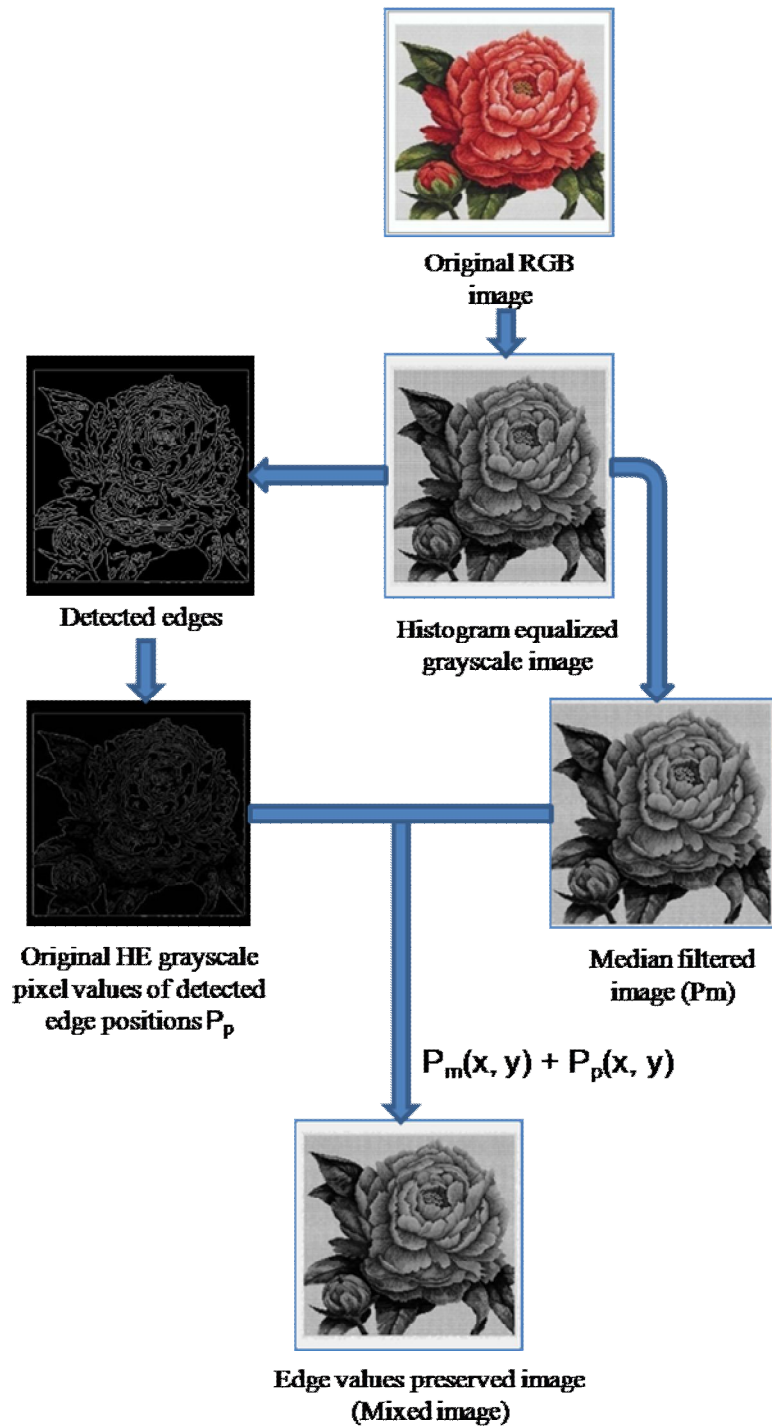 Original RGB
image
Detected edges
Histogram equalized
grayscale image
Original HE grayscale
pixel values of detected
edge positions Pp
Median filtered
image (Pm)
Pm(x, y) + Pp(x, y)
Edge values preserved image
(Mixed image)